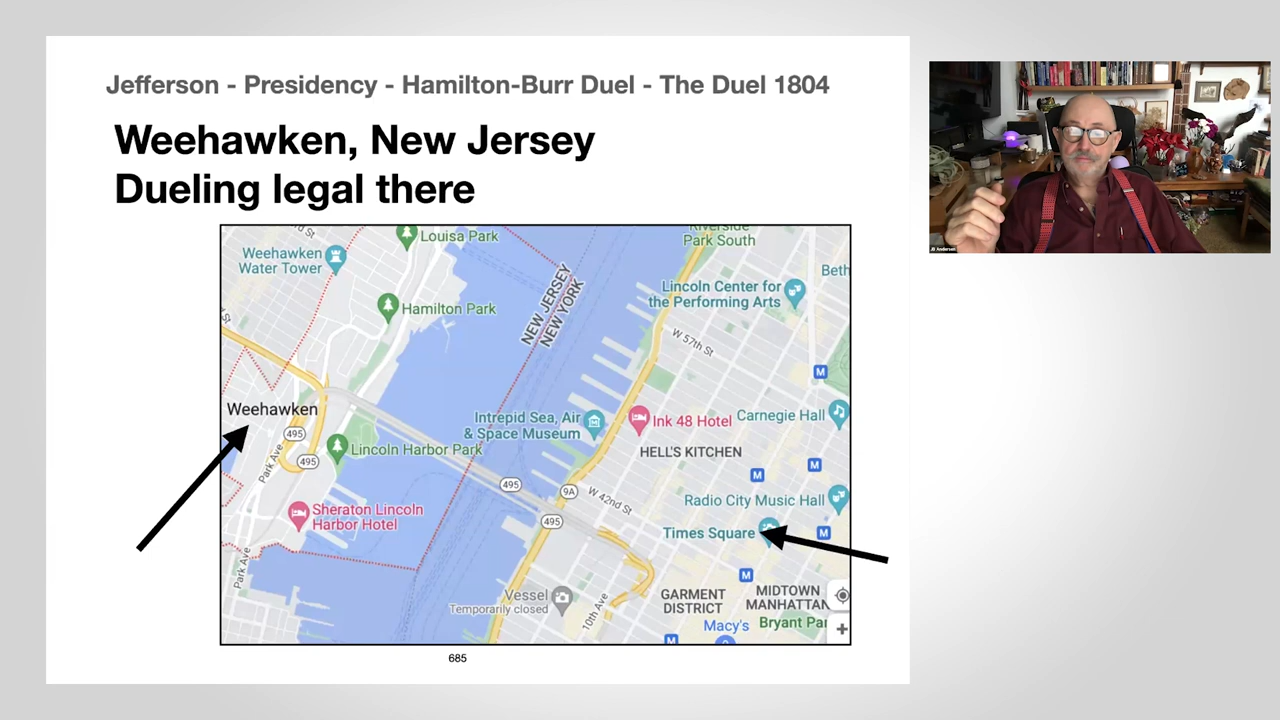 Jefferson - Presidency - Hamilton-Burr Duel - The Duel 1804
Weehawken, New Jersey
Dueling legal there
Louisa Park
Riverside
Park South
Weehawken
Water Tower
Beth
Lincoln Center for
the Performing Arts
Hamilton Park
NEW JERSEY
NEW YORK
W 57th St
M
Weehawken
Intrepid Sea, Air
& Space Museum
Ink 48 Hotel
Carnegie Hall
495
Park Ave
Lincoln Harbor Park
HELL'S KITCHEN
495
M
M
495
9A
W 42nd St
Radio City Music Hall
Sheraton Lincoln
Harbor Hotel
495
Times Square
M
Park Ave
M
Vessel
Temporarily closed
10th Ave
GARMENT
DISTRICT
MIDTOWN
MANHATTAN
Macy's
Bryant Par
M
685
JB Andersen